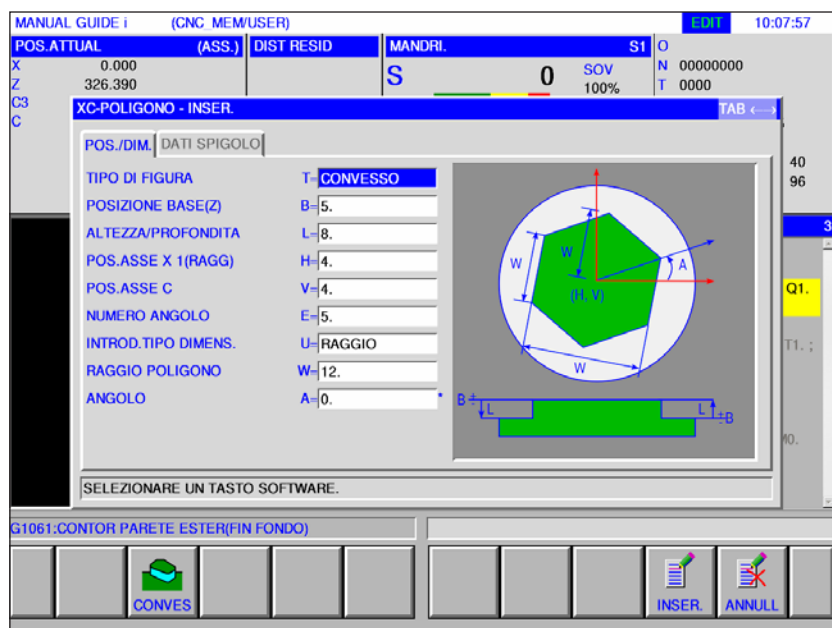 MANUAL GUIDE i (CNC_MEM/USER) EDIT 10:07:57
POS.ATTUAL (ASS.) DIST RESID MANDRI. S1 O
X 0.000 S 0 SOV N 00000000
Z 326.390 100% T 0000
C3
C
XC-POLIGONO - INSER. TAB ←→
POS./DIM. DATI SPIGOLO
TIPO DI FIGURA T= CONVESSO
POSIZIONE BASE(Z) B= 5.
ALTEZZA/PROFONDITA L= 8.
POS.ASSE X 1(RAGG) H= 4.
POS.ASSE C V= 4.
NUMERO ANGOLO E= 5.
INTROD.TIPO DIMENS. U= RAGGIO
RAGGIO POLIGONO W= 12.
ANGOLO A= 0. *
W
W
A
(H, V)
W
B ± L L ±B
40
96
3
Q1.
T1. ;
M0.
SELEZIONARE UN TASTO SOFTWARE.
G1061:CONTOR PARETE ESTER(FIN FONDO)
CONVES INSER. ANNULL